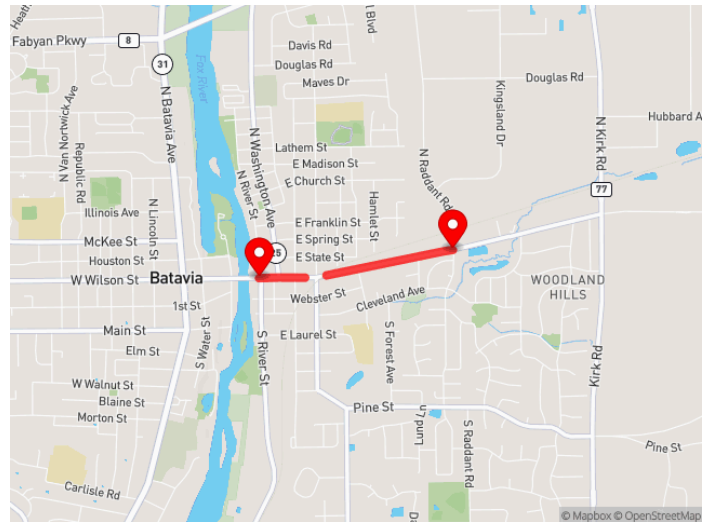 Heath
Blvd
Fabyan Pkwy
8
Davis Rd
Douglas Rd
Maves Dr
31
Fox River
Douglas Rd
Kingsland Dr
N Kirk Rd
Hubbard A
N Van Nortwick Ave
Republic Rd
N Batavia Ave
N Washington Ave
Lathem St
E Madison St
E Church St
N Raddant Rd
77
N River St
Illinois Ave
N Lincoln St
Hamlet St
E Franklin St
E Spring St
McKee St
25
E State St
Houston St
W Wilson St
Batavia
WOODLAND
HILLS
Webster St
Cleveland Ave
1st St
Main St
S Water St
S River St
E Laurel St
S Forest Ave
Kirk Rd
Elm St
W Walnut St
Blaine St
Morton St
Pine St
Lund Ln
S Raddant Rd
Pine St
Carlisle Rd
Da
© Mapbox © OpenStreetMap